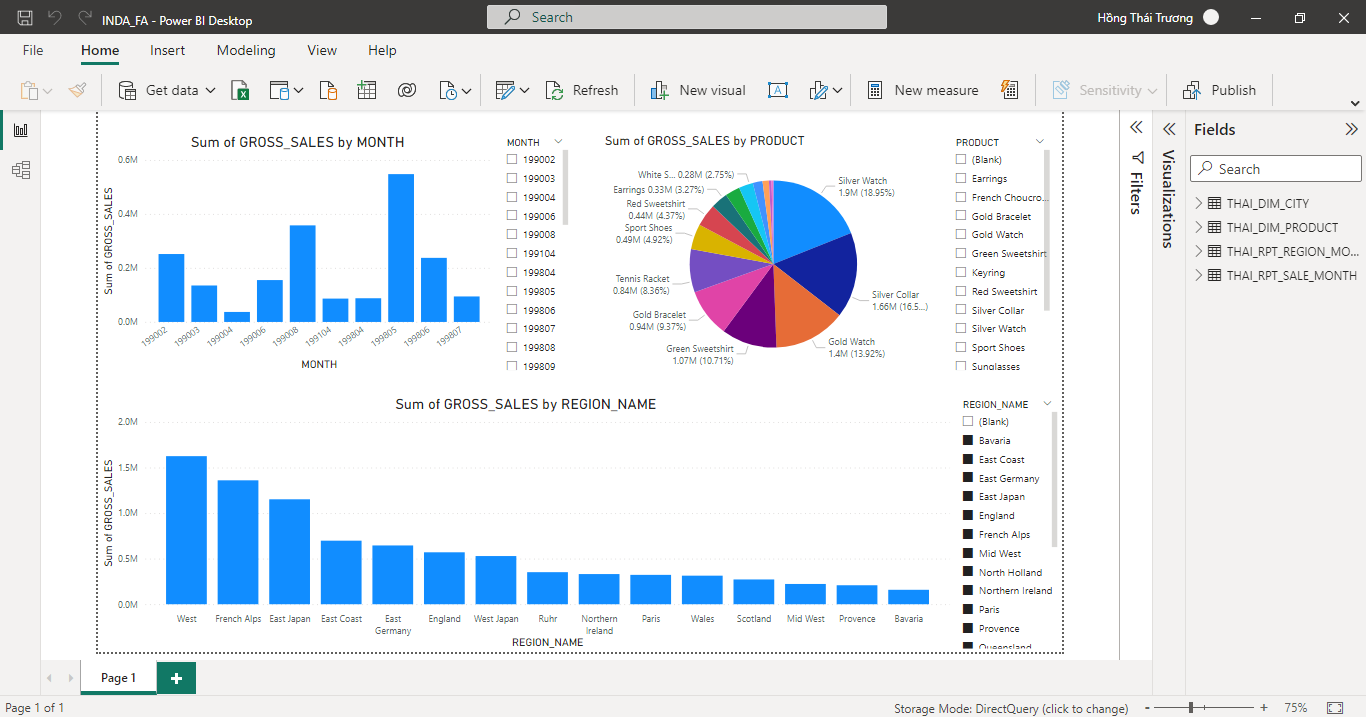 INDA_FA - Power BI Desktop
Search
Hồng Thái Trương
File Home Insert Modeling View Help
Get data
Refresh
New visual
A
New measure
Sensitivity
Publish
Sum of GROSS_SALES by MONTH
Sum of GROSS_SALES
0.6M
0.4M
0.2M
0.0M
199002 199003 199004 199006 199008 199104 199804 199805 199806 199807
MONTH
MONTH
199002
199003
199004
199006
199008
199104
199804
199805
199806
199807
199808
199809
Sum of GROSS_SALES by PRODUCT
White S... 0.28M (2.75%)
Earrings 0.33M (3.27%)
Red Sweetshirt
0.44M (4.37%)
Sport Shoes
0.49M (4.92%)
Tennis Racket
0.84M (8.36%)
Gold Bracelet
0.94M (9.37%)
Green Sweetshirt
1.07M (10.71%)
Silver Watch
1.9M (18.95%)
Silver Collar
1.66M (16.5...)
Gold Watch
1.4M (13.92%)
PRODUCT
(Blank)
Earrings
French Choucro...
Gold Bracelet
Gold Watch
Green Sweetshirt
Keyring
Red Sweetshirt
Silver Collar
Silver Watch
Sport Shoes
Sunglasses
Sum of GROSS_SALES by REGION_NAME
Sum of GROSS_SALES
2.0M
1.5M
1.0M
0.5M
0.0M
West French Alps East Japan East Coast East Germany England West Japan Ruhr Northern Ireland Paris Wales Scotland Mid West Provence Bavaria
REGION_NAME
REGION_NAME
(Blank)
Bavaria
East Coast
East Germany
East Japan
England
French Alps
Mid West
North Holland
Northern Ireland
Paris
Provence
Queensland
Filters
Visualizations
Fields
Search
THAI_DIM_CITY
THAI_DIM_PRODUCT
THAI_RPT_REGION_MO...
THAI_RPT_SALE_MONTH
Page 1
Page 1 of 1
Storage Mode: DirectQuery (click to change)
- + 75%